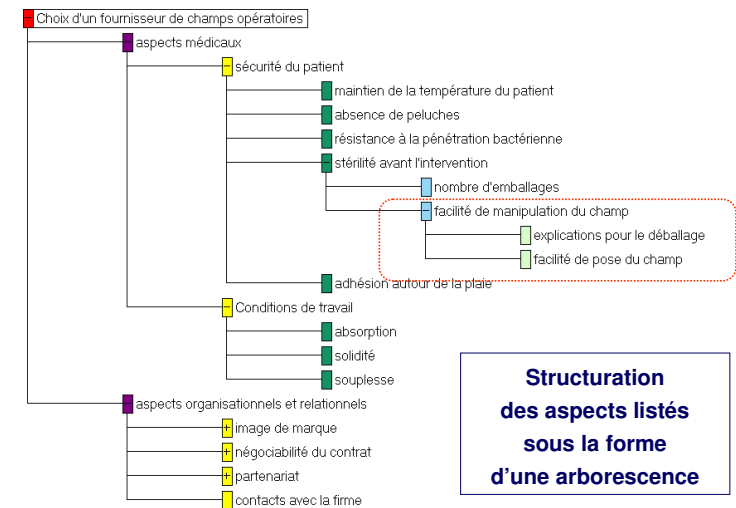 Choix d'un fournisseur de champs opératoires
aspects médicaux
sécurité du patient
maintien de la température du patient
absence de peluches
résistance à la pénétration bactérienne
stérilité avant l'intervention
nombre d'emballages
facilité de manipulation du champ
explications pour le déballage
facilité de pose du champ
adhésion autour de la plaie
Conditions de travail
absorption
solidité
souplesse
aspects organisationnels et relationnels
image de marque
négociabilité du contrat
partenariat
contacts avec la firme
Structuration
des aspects listés
sous la forme
d'une arborescence